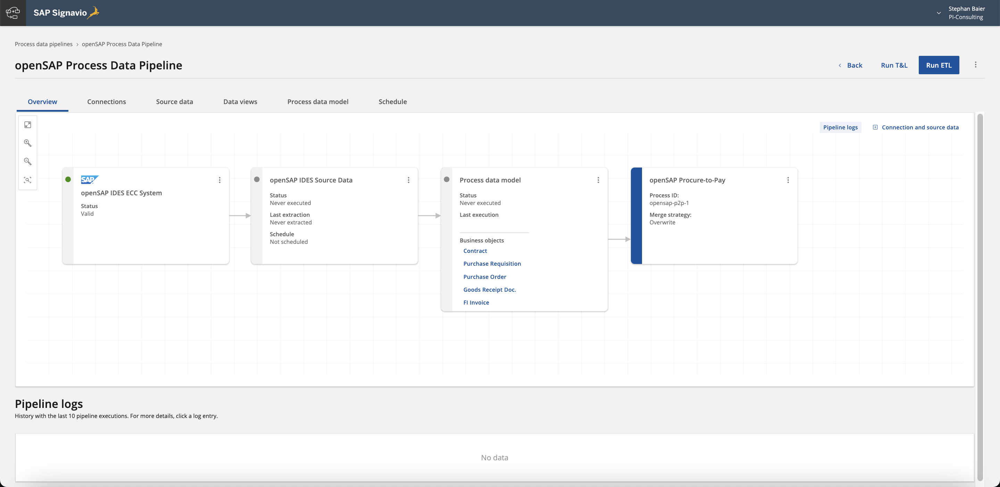 SAP Signavio
Stephan Baier
PI-Consulting
Process data pipelines > openSAP Process Data Pipeline
openSAP Process Data Pipeline
Back
Run T&L
Run ETL
Overview
Connections
Source data
Data views
Process data model
Schedule
Pipeline logs
Connection and source data
SAP
openSAP IDES ECC System
Status
Valid
openSAP IDES Source Data
Status
Never executed
Last extraction
Never extracted
Schedule
Not scheduled
Process data model
Status
Never executed
Last execution
Business objects
Contract
Purchase Requisition
Purchase Order
Goods Receipt Doc.
FI Invoice
openSAP Procure-to-Pay
Process ID:
opensap-p2p-1
Merge strategy:
Overwrite
Pipeline logs
History with the last 10 pipeline executions. For more details, click a log entry.
No data